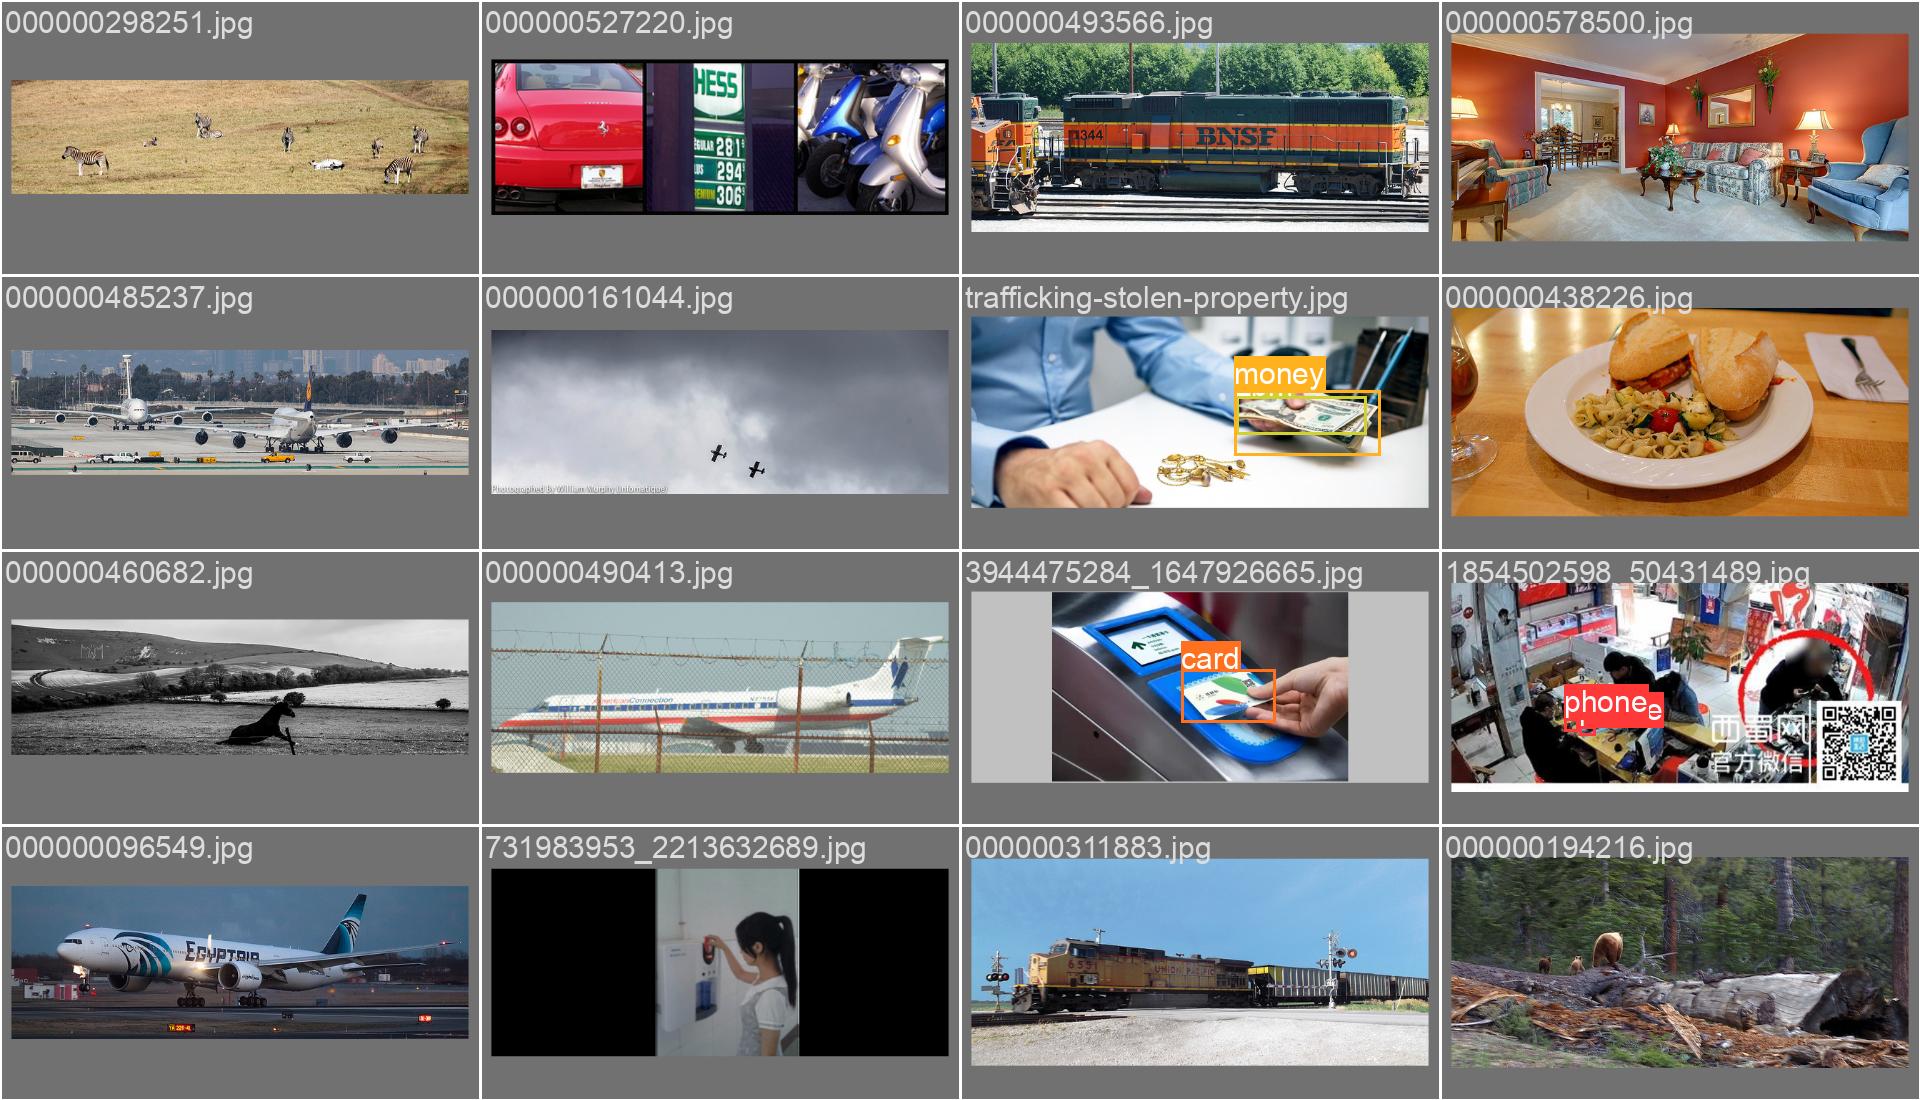 000000298251.jpg
000000527220.jpg
HESS
281
294
306
000000493566.jpg
1344
BNSF
000000578500.jpg
000000485237.jpg
000000161044.jpg
Photographed By William Murphy (Infomatique)
trafficking-stolen-property.jpg
money
000000438226.jpg
000000460682.jpg
000000490413.jpg
American Connection
3944475284_1647926665.jpg
card
1854502598_50431489.jpg
!?
phone
西蜀网
官方微信
000000096549.jpg
EGYPTAIR
731983953_2213632689.jpg
000000311883.jpg
UNION PACIFIC
000000194216.jpg